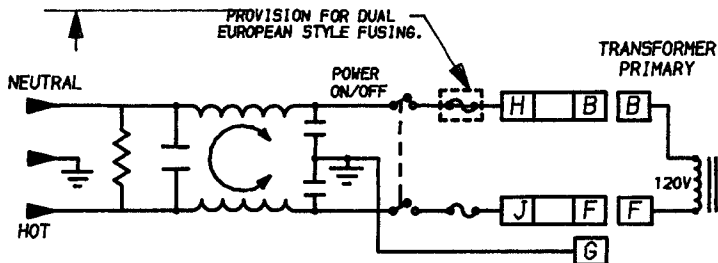 PROVISION FOR DUAL
EUROPEAN STYLE FUSING.
TRANSFORMER
PRIMARY
NEUTRAL
POWER
ON/OFF
H B B
120V
J F F
HOT
G